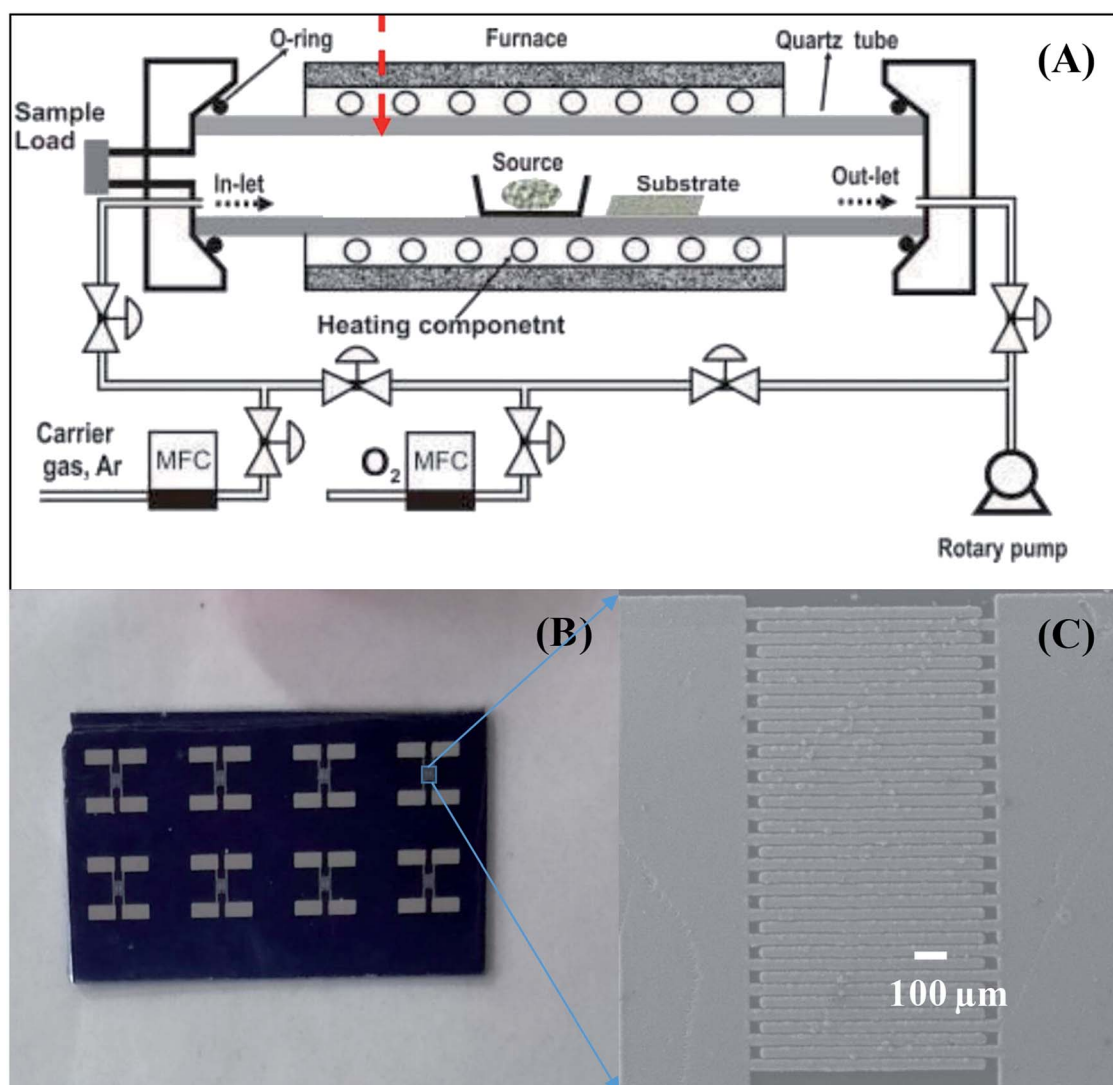 O-ring
Furnace
Quartz tube
(A)
Sample
Load
In-let
Source
Substrate
Out-let
Heating componetnt
Carrier
gas, Ar
MFC
O2
MFC
Rotary pump
(B)
(C)
100 µm